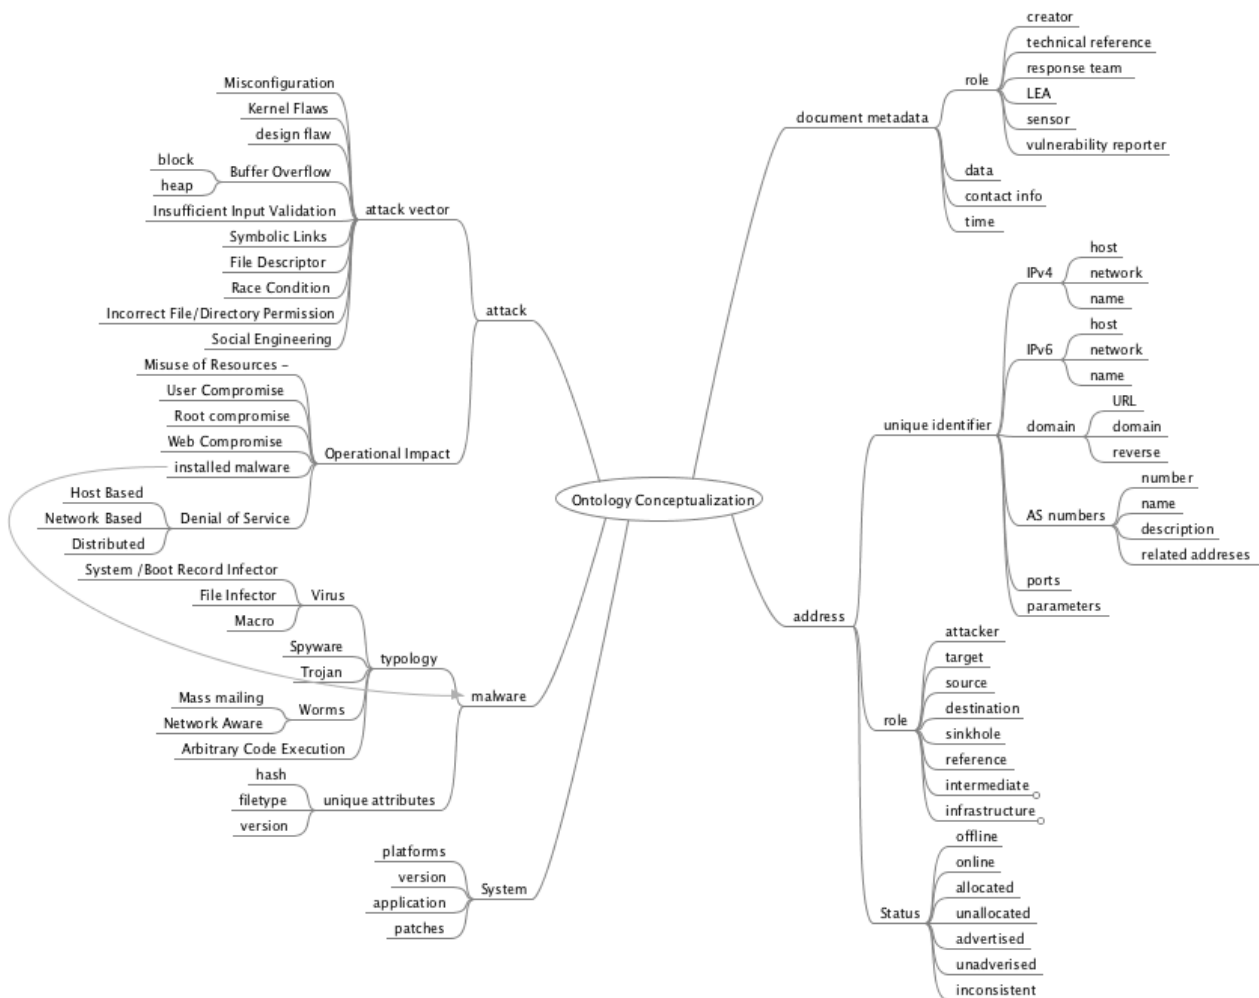 Ontology Conceptualization
document metadata
role
creator
technical reference
response team
LEA
sensor
vulnerability reporter
data
contact info
time
address
unique identifier
IPv4
host
network
name
IPv6
host
network
name
domain
URL
domain
reverse
AS numbers
number
name
description
related addreses
ports
parameters
role
attacker
target
source
destination
sinkhole
reference
intermediate
infrastructure
Status
offline
online
allocated
unallocated
advertised
unadverised
inconsistent
attack
attack vector
Misconfiguration
Kernel Flaws
design flaw
Buffer Overflow
block
heap
Insufficient Input Validation
Symbolic Links
File Descriptor
Race Condition
Incorrect File/Directory Permission
Social Engineering
Operational Impact
Misuse of Resources –
User Compromise
Root compromise
Web Compromise
installed malware
Denial of Service
Host Based
Network Based
Distributed
malware
typology
Virus
System /Boot Record Infector
File Infector
Macro
Spyware
Trojan
Worms
Mass mailing
Network Aware
Arbitrary Code Execution
unique attributes
hash
filetype
version
System
platforms
version
application
patches